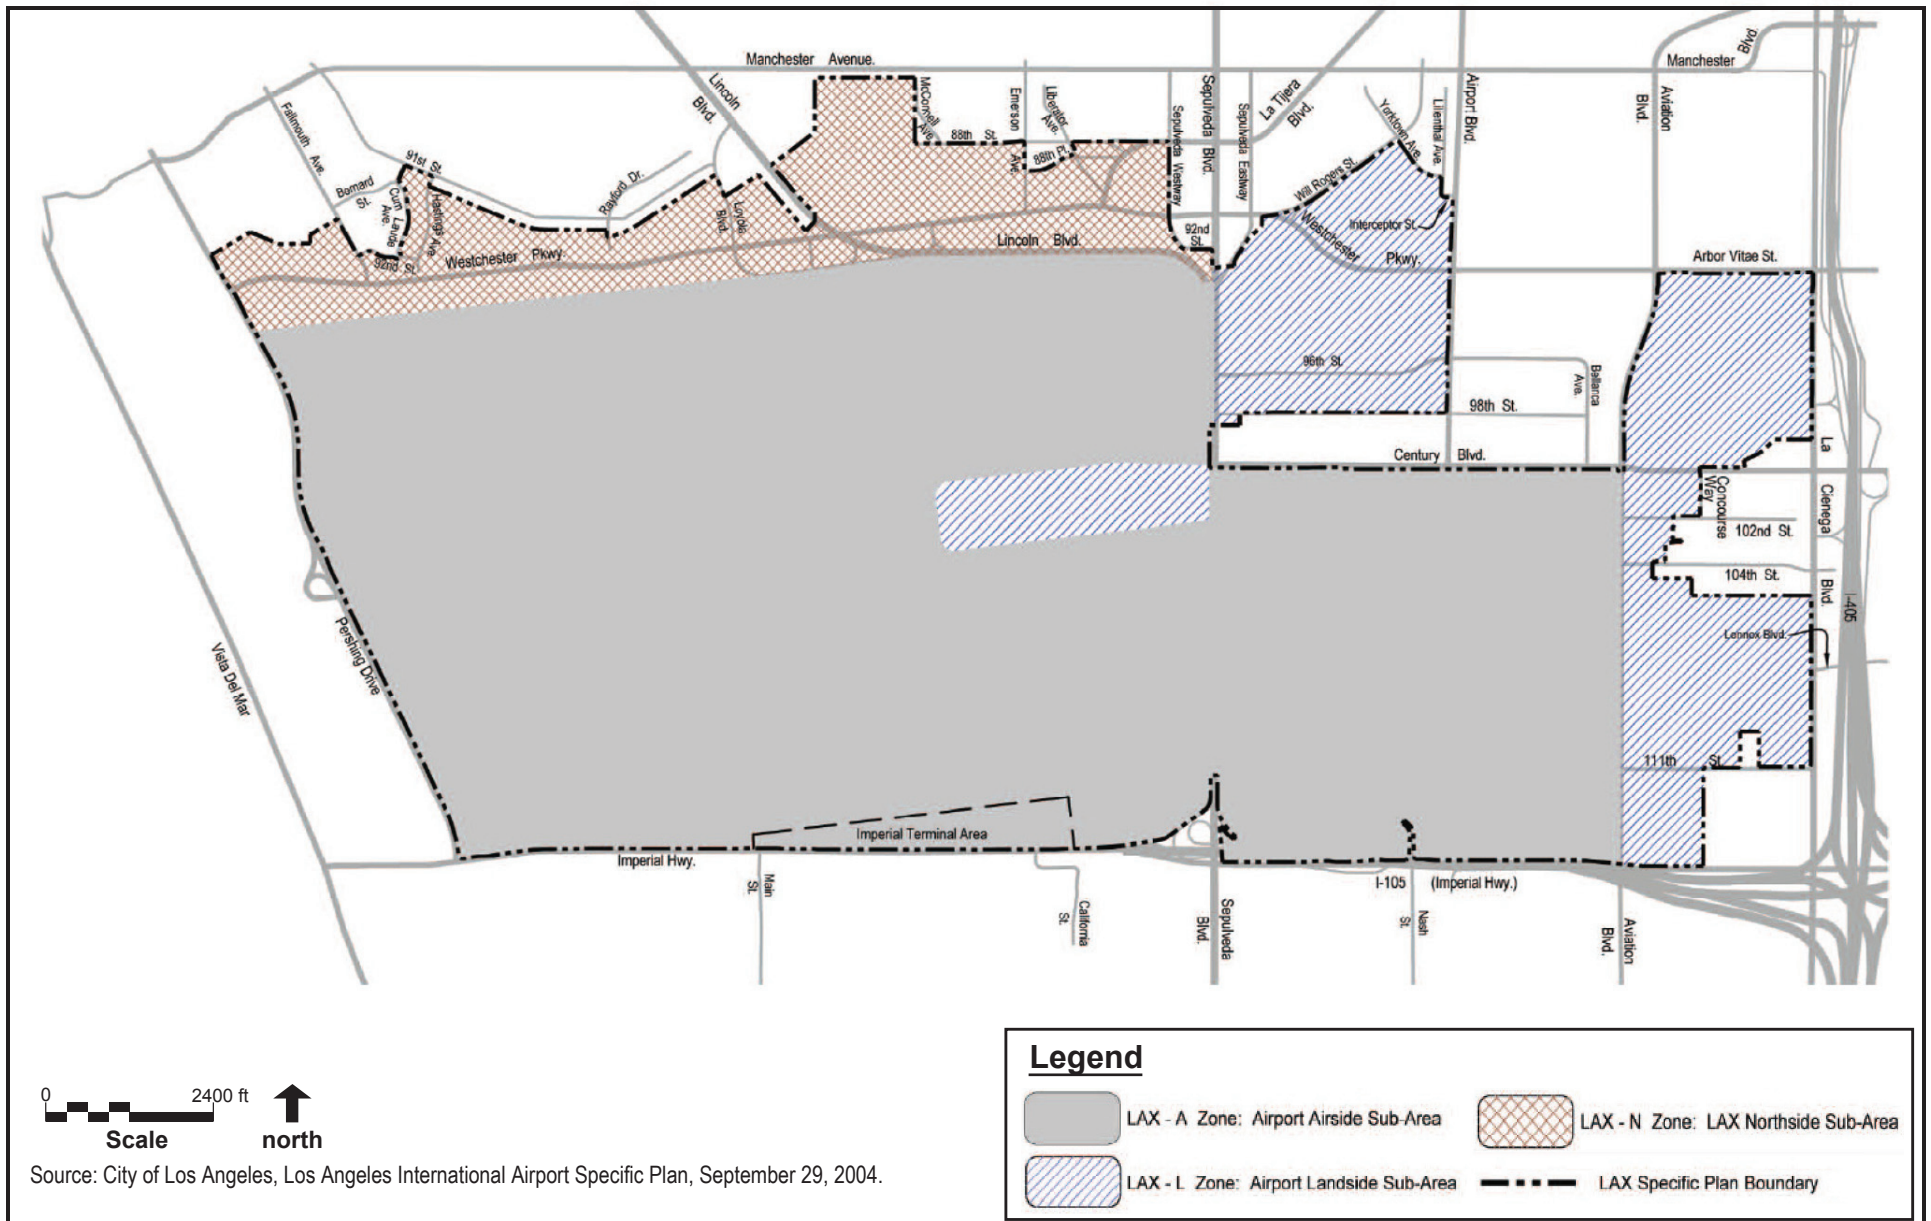 Manchester Avenue.
Manchester Blvd.
Lincoln Blvd.
McConnell Ave.
Emerson Ave.
Liberator Ave.
Sepulveda Westway
Sepulveda Blvd.
Sepulveda Eastway
La Tijera Blvd.
Yorktown Ave.
Lilienthal Ave.
Airport Blvd.
Aviation Blvd.
Fallmouth Ave.
91st St.
88th St.
88th Pl.
Bernard St.
Cum Laude Ave.
Hastings Ave
Rayford Dr.
Loyola Blvd.
Will Rogers St.
Interceptor St.
Westchester Pkwy.
92nd St.
Westchester Pkwy.
Lincoln Blvd.
92nd St.
Arbor Vitae St.
96th St.
Bellanca Ave.
98th St.
Century Blvd.
La Cienega Blvd.
Concourse Way
102nd St.
104th St.
I-405
Lennox Blvd.
Vista Del Mar
Pershing Drive
111th St.
Imperial Terminal Area
Imperial Hwy.
Main St.
California St.
Sepulveda Blvd.
I-105 (Imperial Hwy.)
Nash St.
Aviation Blvd.
0 2400 ft
Scale north
Source: City of Los Angeles, Los Angeles International Airport Specific Plan, September 29, 2004.
Legend
LAX - A Zone: Airport Airside Sub-Area
LAX - N Zone: LAX Northside Sub-Area
LAX - L Zone: Airport Landside Sub-Area
LAX Specific Plan Boundary